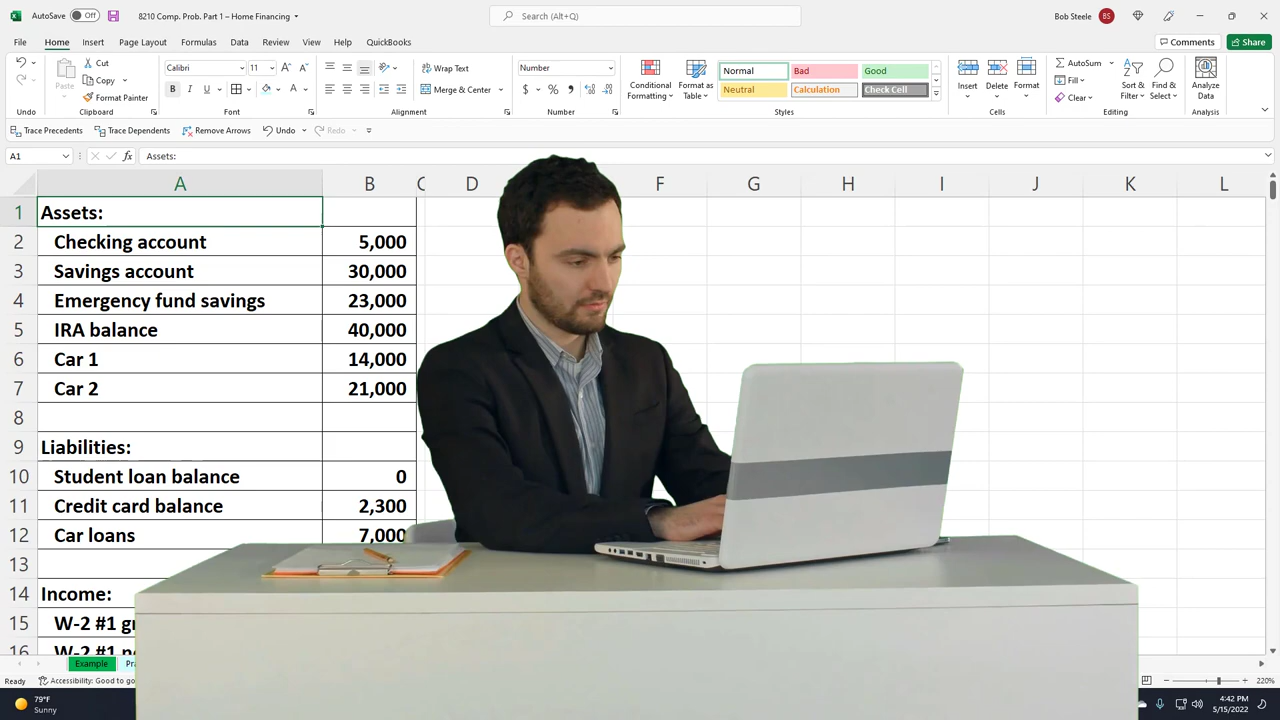 AutoSave Off 8210 Comp. Prob. Part 1 – Home Financing Search (Alt+Q) Bob Steele BS
File Home Insert Draw Page Layout Formulas Data Review View Help QuickBooks Comments Share
Cut Calibri 11 Wrap Text Number Normal Bad Good AutoSum
Copy Fill
Paste Format Painter B I U Merge & Center $ % Conditional Formatting Format as Table Neutral Calculation Check Cell Insert Delete Format Clear Sort & Filter Find & Select Analyze Data
Undo Clipboard Font Alignment Number Styles Cells Editing Analysis
Trace Precedents Trace Dependents Remove Arrows Undo Redo
A1 fx Assets:
A B C D F G H I J K L
1 Assets:
2 Checking account 5,000
3 Savings account 30,000
4 Emergency fund savings 23,000
5 IRA balance 40,000
6 Car 1 14,000
7 Car 2 21,000
8
9 Liabilities:
10 Student loan balance 0
11 Credit card balance 2,300
12 Car loans 7,000
13
14 Income:
15 W-2 #1
16 W-2 #1
Example
Ready Accessibility: Good to 220%
79°F 4:42 PM
Sunny 5/15/2022